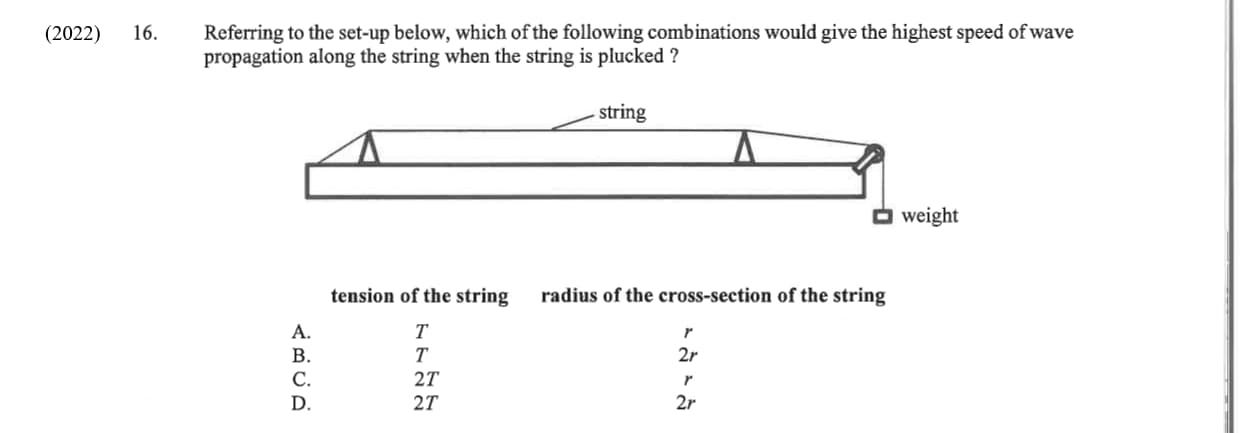 (2022) 16. Referring to the set-up below, which of the following combinations would give the highest speed of wave
propagation along the string when the string is plucked ?
string
weight
tension of the string radius of the cross-section of the string
A. T r
B. T 2r
C. 2T r
D. 2T 2r